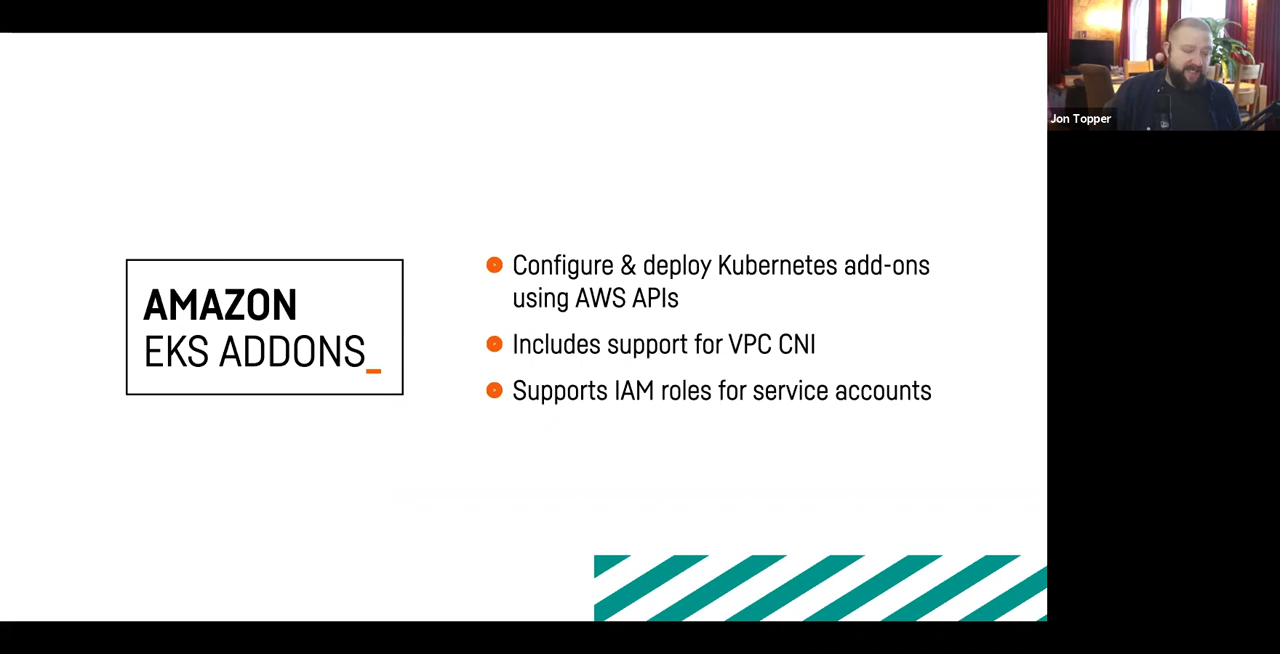 AMAZON
EKS ADDONS_
Configure & deploy Kubernetes add-ons
using AWS APIs
Includes support for VPC CNI
Supports IAM roles for service accounts
Jon Topper